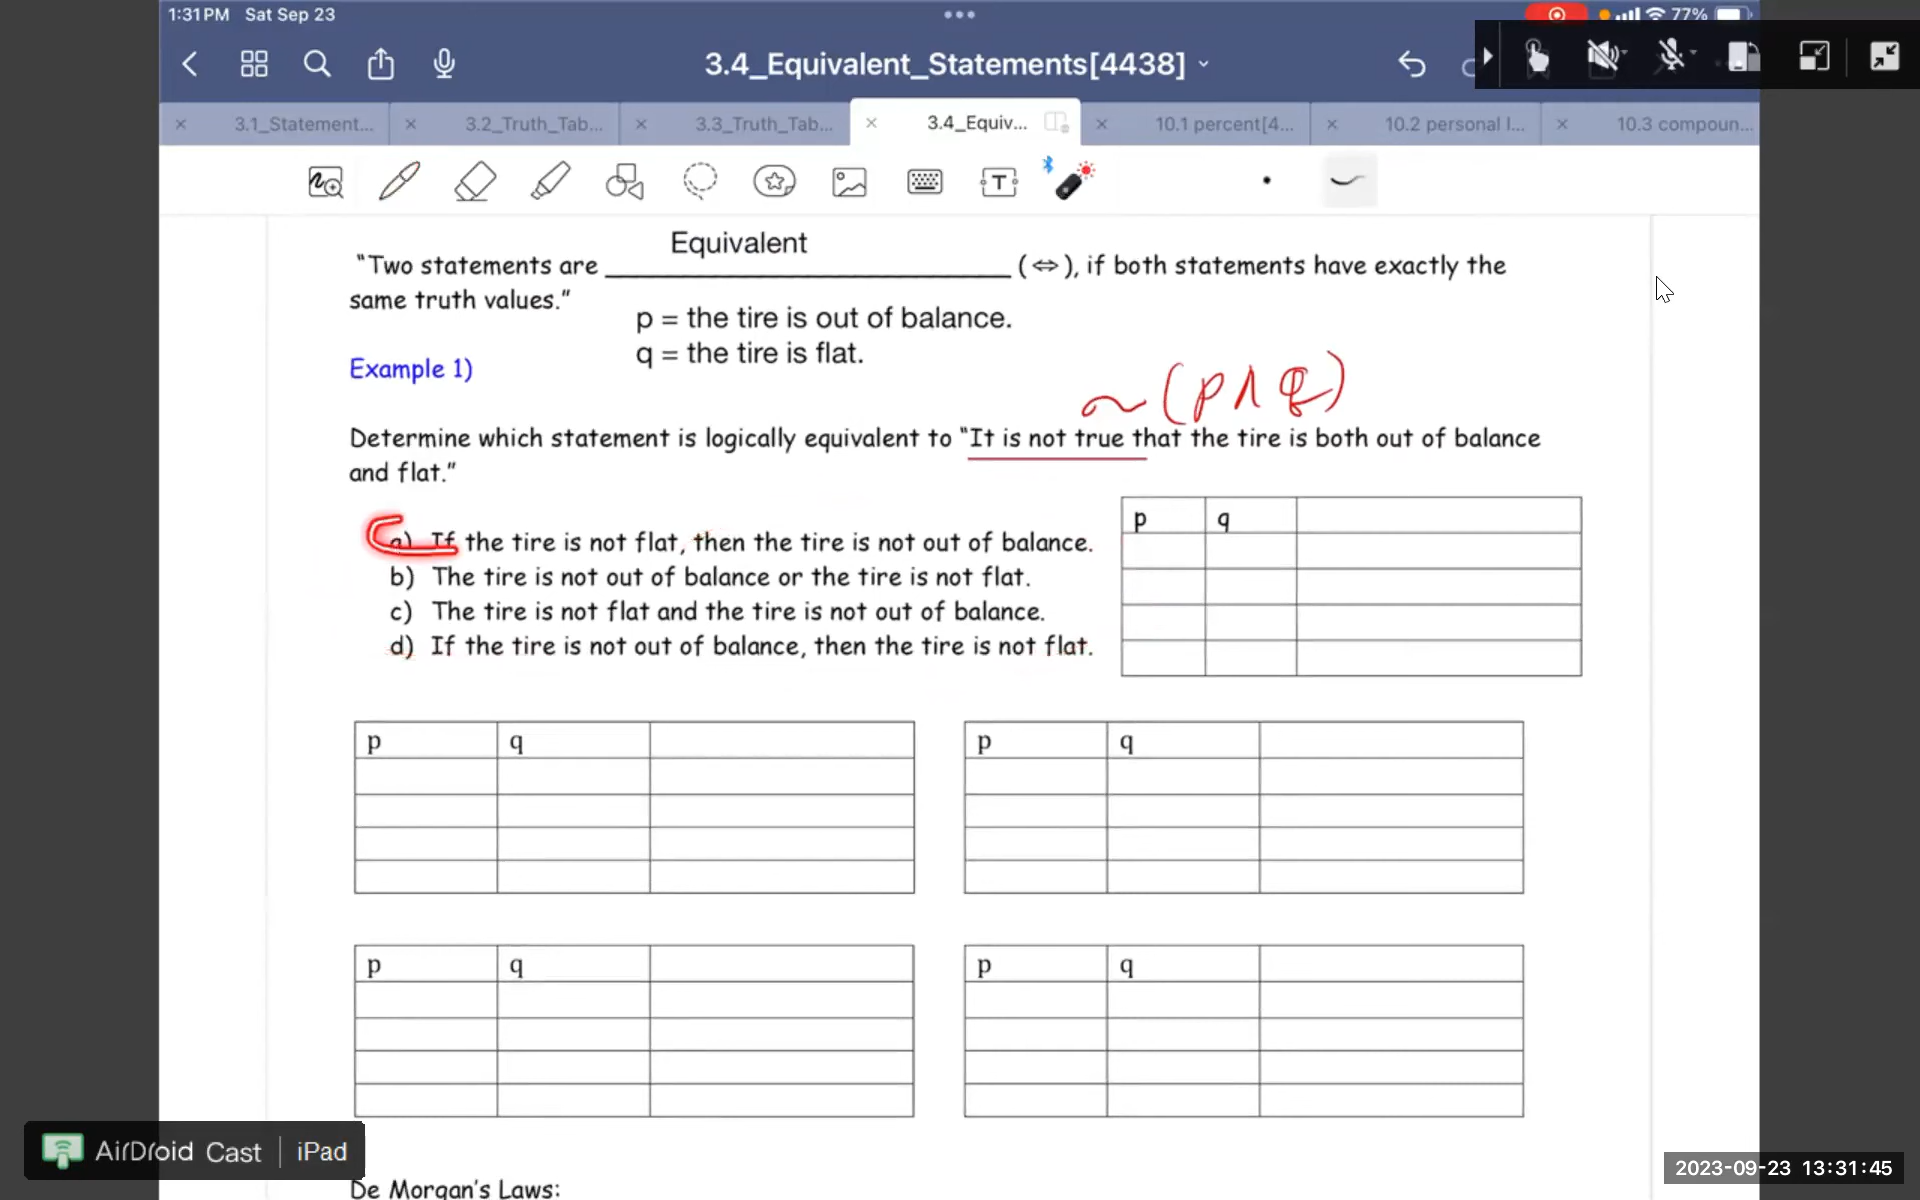 1:31 PM Sat Sep 23
77%
3.4_Equivalent_Statements[4438]
3.1_Statement...
3.2_Truth_Tab...
3.3_Truth_Tab...
3.4_Equiv...
10.1 percent[4...
10.2 personal l...
10.3 compoun...
Equivalent
"Two statements are ______ (⇔), if both statements have exactly the
same truth values."
p = the tire is out of balance.
q = the tire is flat.
Example 1)
~(p∧q)
Determine which statement is logically equivalent to "It is not true that the tire is both out of balance
and flat."
a) If the tire is not flat, then the tire is not out of balance.
b) The tire is not out of balance or the tire is not flat.
c) The tire is not flat and the tire is not out of balance.
d) If the tire is not out of balance, then the tire is not flat.
p q
p q
p q
p q
p q
AirDroid Cast | iPad
2023-09-23 13:31:45
De Morgan's Laws: